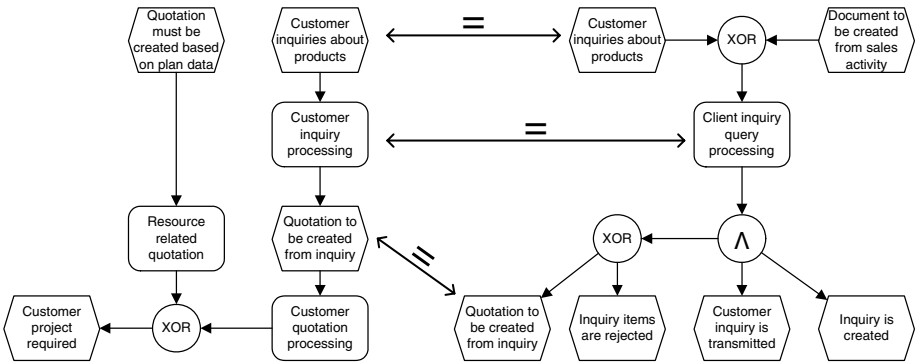 Quotation
must be
created based
on plan data
Customer
inquiries about
products
=
Customer
inquiries about
products
XOR
Document to
be created
from sales
activity
Customer
inquiry
processing
=
Client inquiry
query
processing
Resource
related
quotation
Quotation to
be created
from inquiry
=
XOR
Λ
Customer
project
required
XOR
Customer
quotation
processing
Quotation to
be created
from inquiry
Inquiry items
are rejected
Customer
inquiry is
transmitted
Inquiry is
created